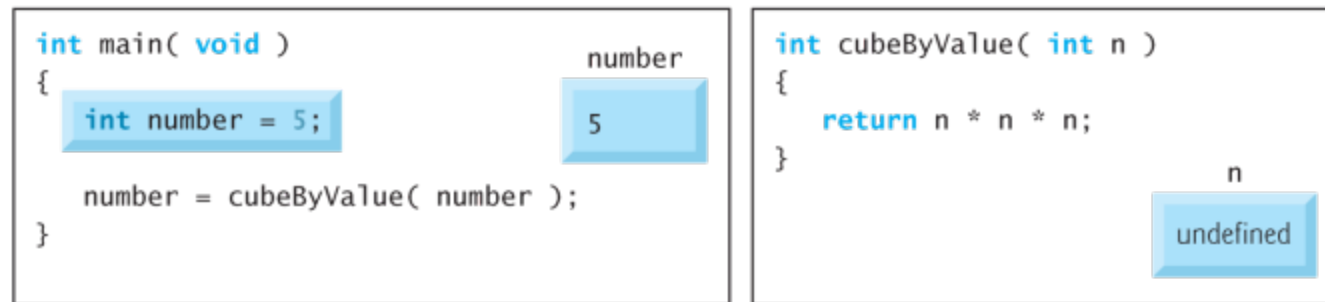 int main( void )
{
int number = 5;
number = cubeByValue( number );
}
number
5
int cubeByValue( int n )
{
return n * n * n;
}
n
undefined